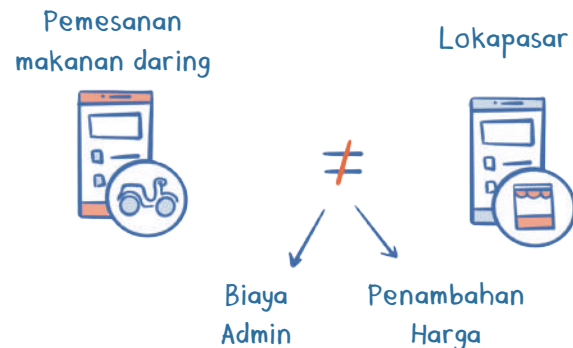 Pemesanan
makanan daring
Lokapasar
≠
Biaya
Admin
Penambahan
Harga